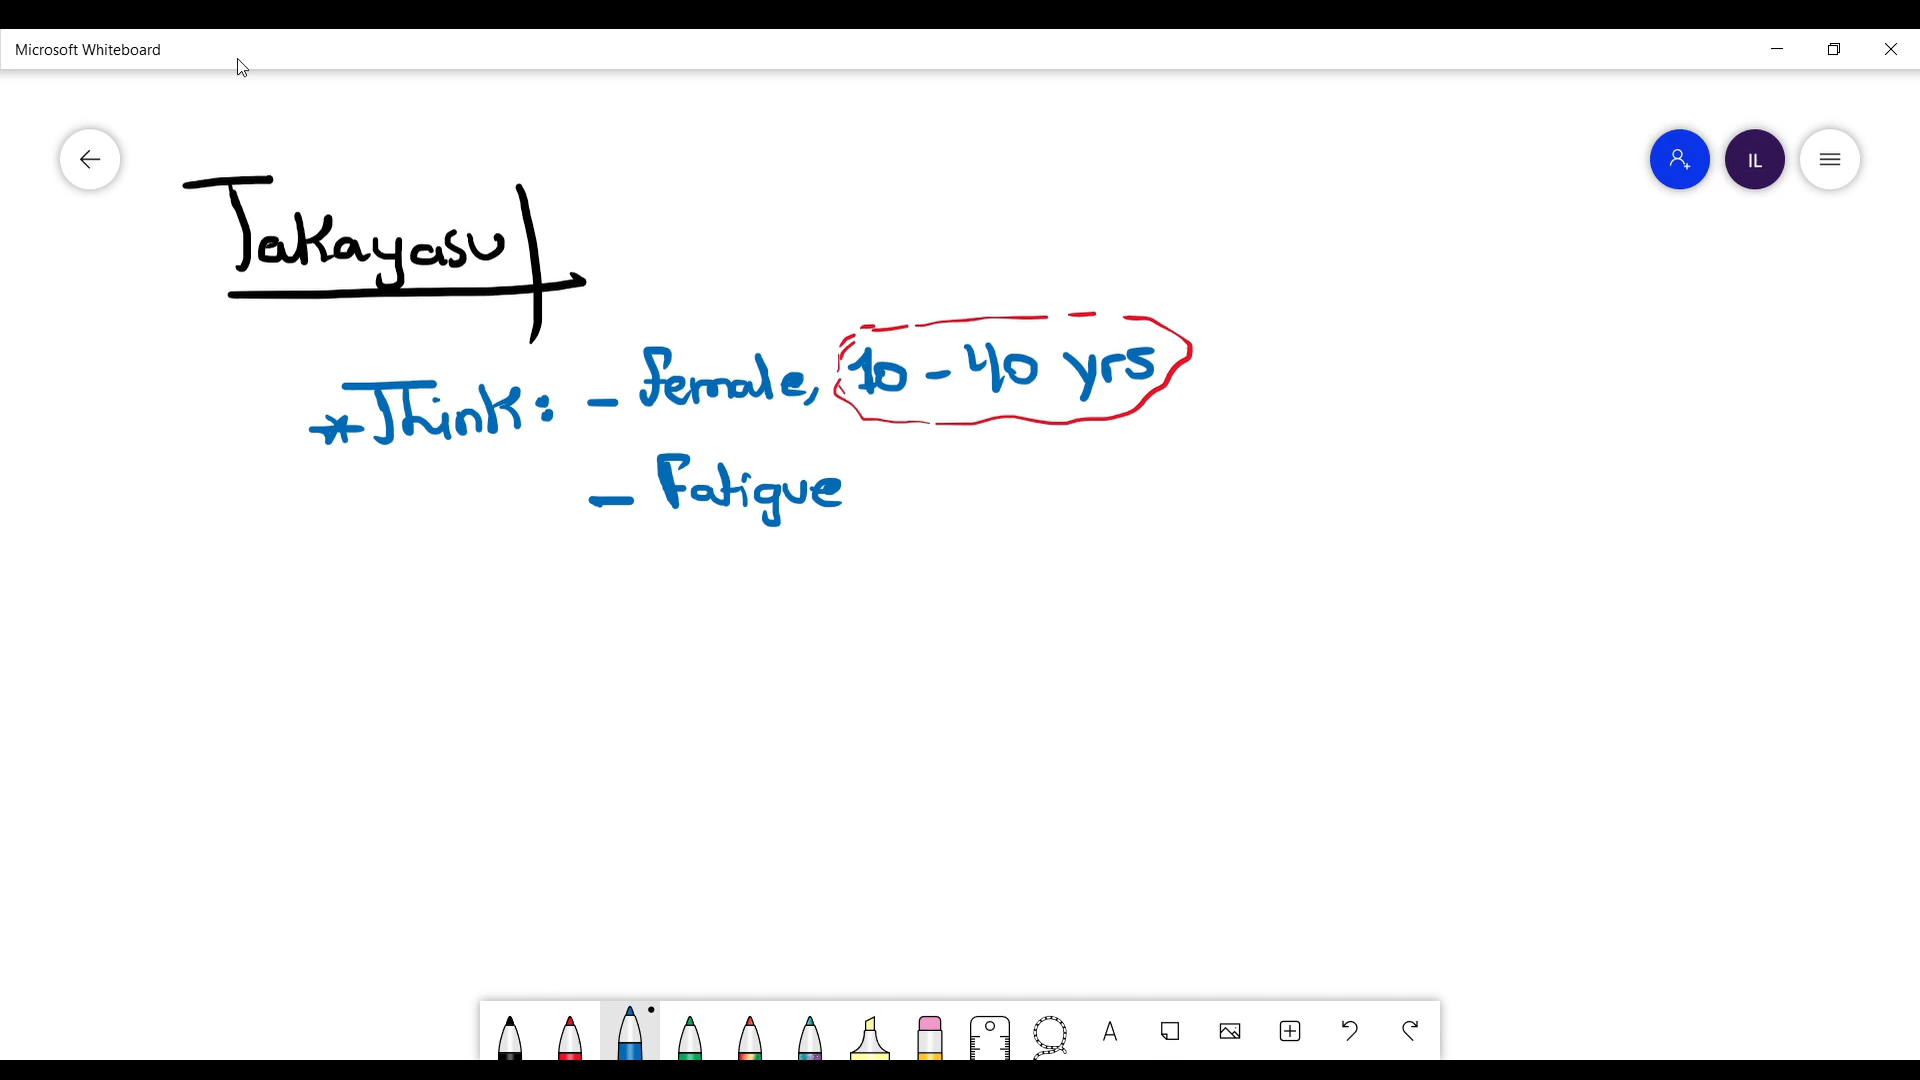 Microsoft Whiteboard
IL
Takayasu
*Think: - female, 10-40 yrs
- Fatigue
A